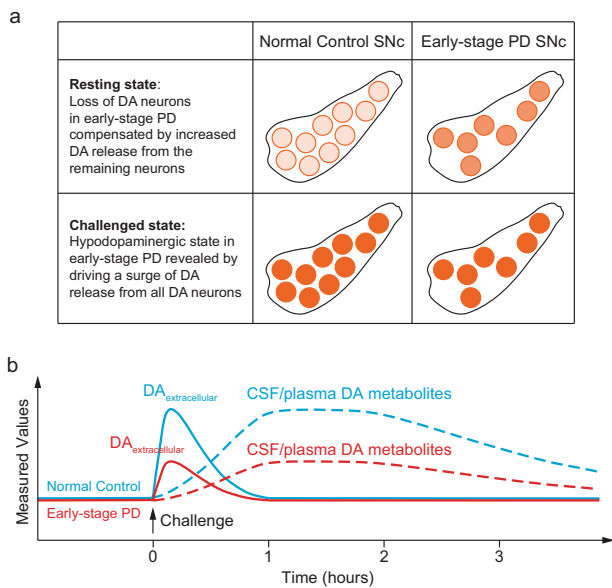 a
Normal Control SNc
Early-stage PD SNc
Resting state:
Loss of DA neurons
in early-stage PD
compensated by increased
DA release from the
remaining neurons
Challenged state:
Hypodopaminergic state in
early-stage PD revealed by
driving a surge of DA
release from all DA neurons
b
Measured Values
DAextracellular
CSF/plasma DA metabolites
DAextracellular
CSF/plasma DA metabolites
Normal Control
Early-stage PD
Challenge
0
1
2
3
Time (hours)